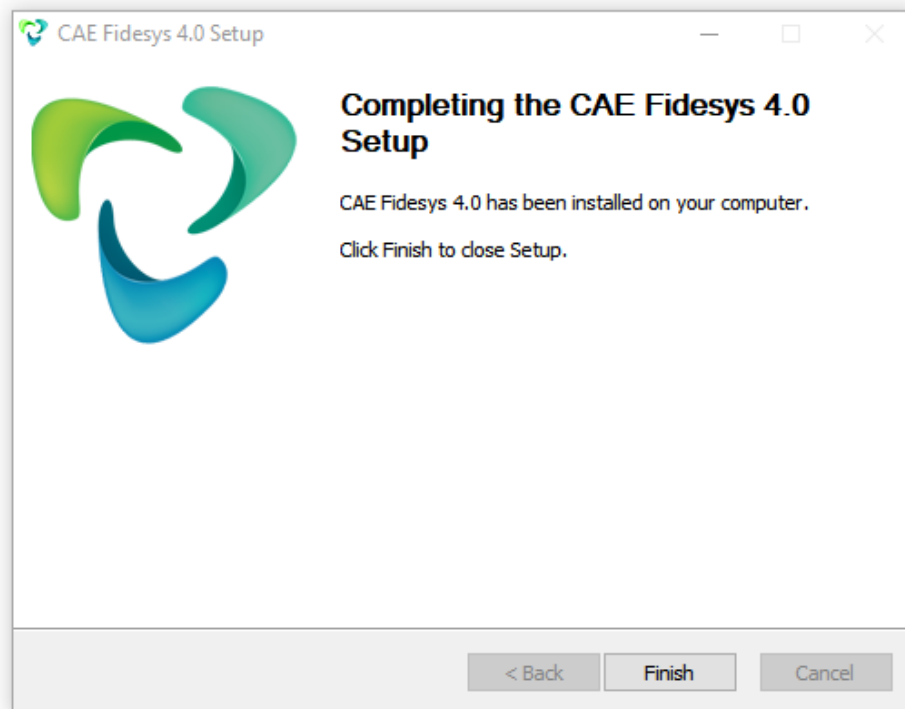 CAE Fidesys 4.0 Setup
Completing the CAE Fidesys 4.0
Setup
CAE Fidesys 4.0 has been installed on your computer.
Click Finish to close Setup.
< Back
Finish
Cancel